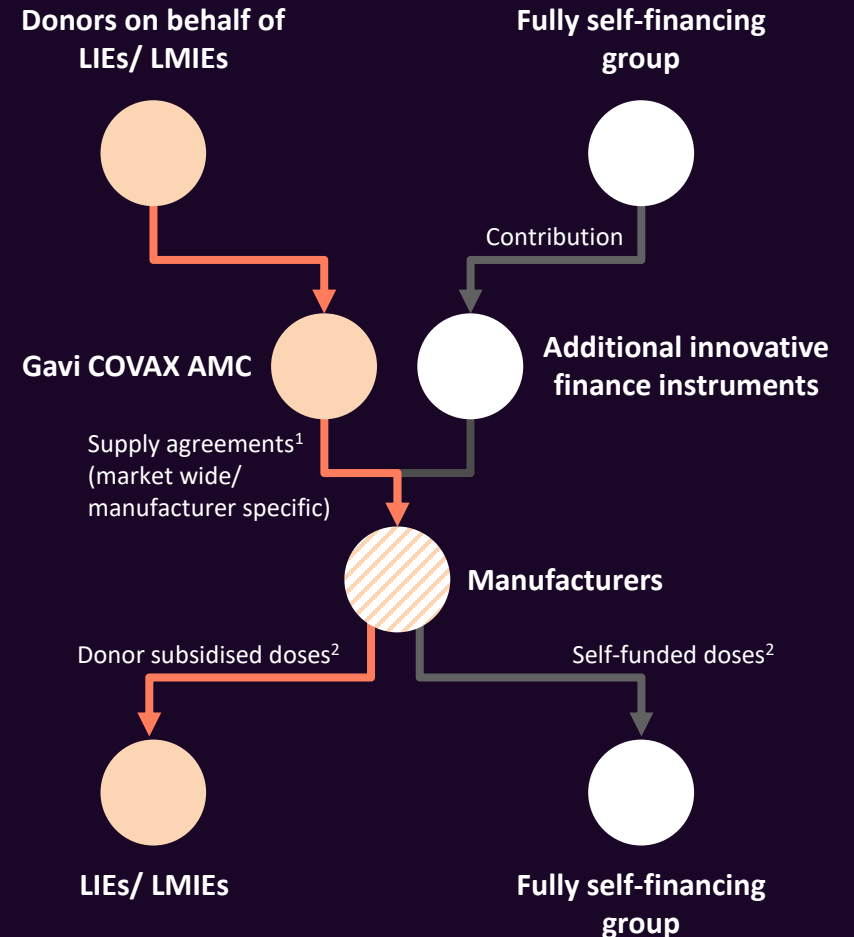 Donors on behalf of
LIEs/ LMIEs
Fully self-financing
group
Contribution
Gavi COVAX AMC
Additional innovative
finance instruments
Supply agreements¹
(market wide/
manufacturer specific)
Manufacturers
Donor subsidised doses²
Self-funded doses²
LIEs/ LMIEs
Fully self-financing
group